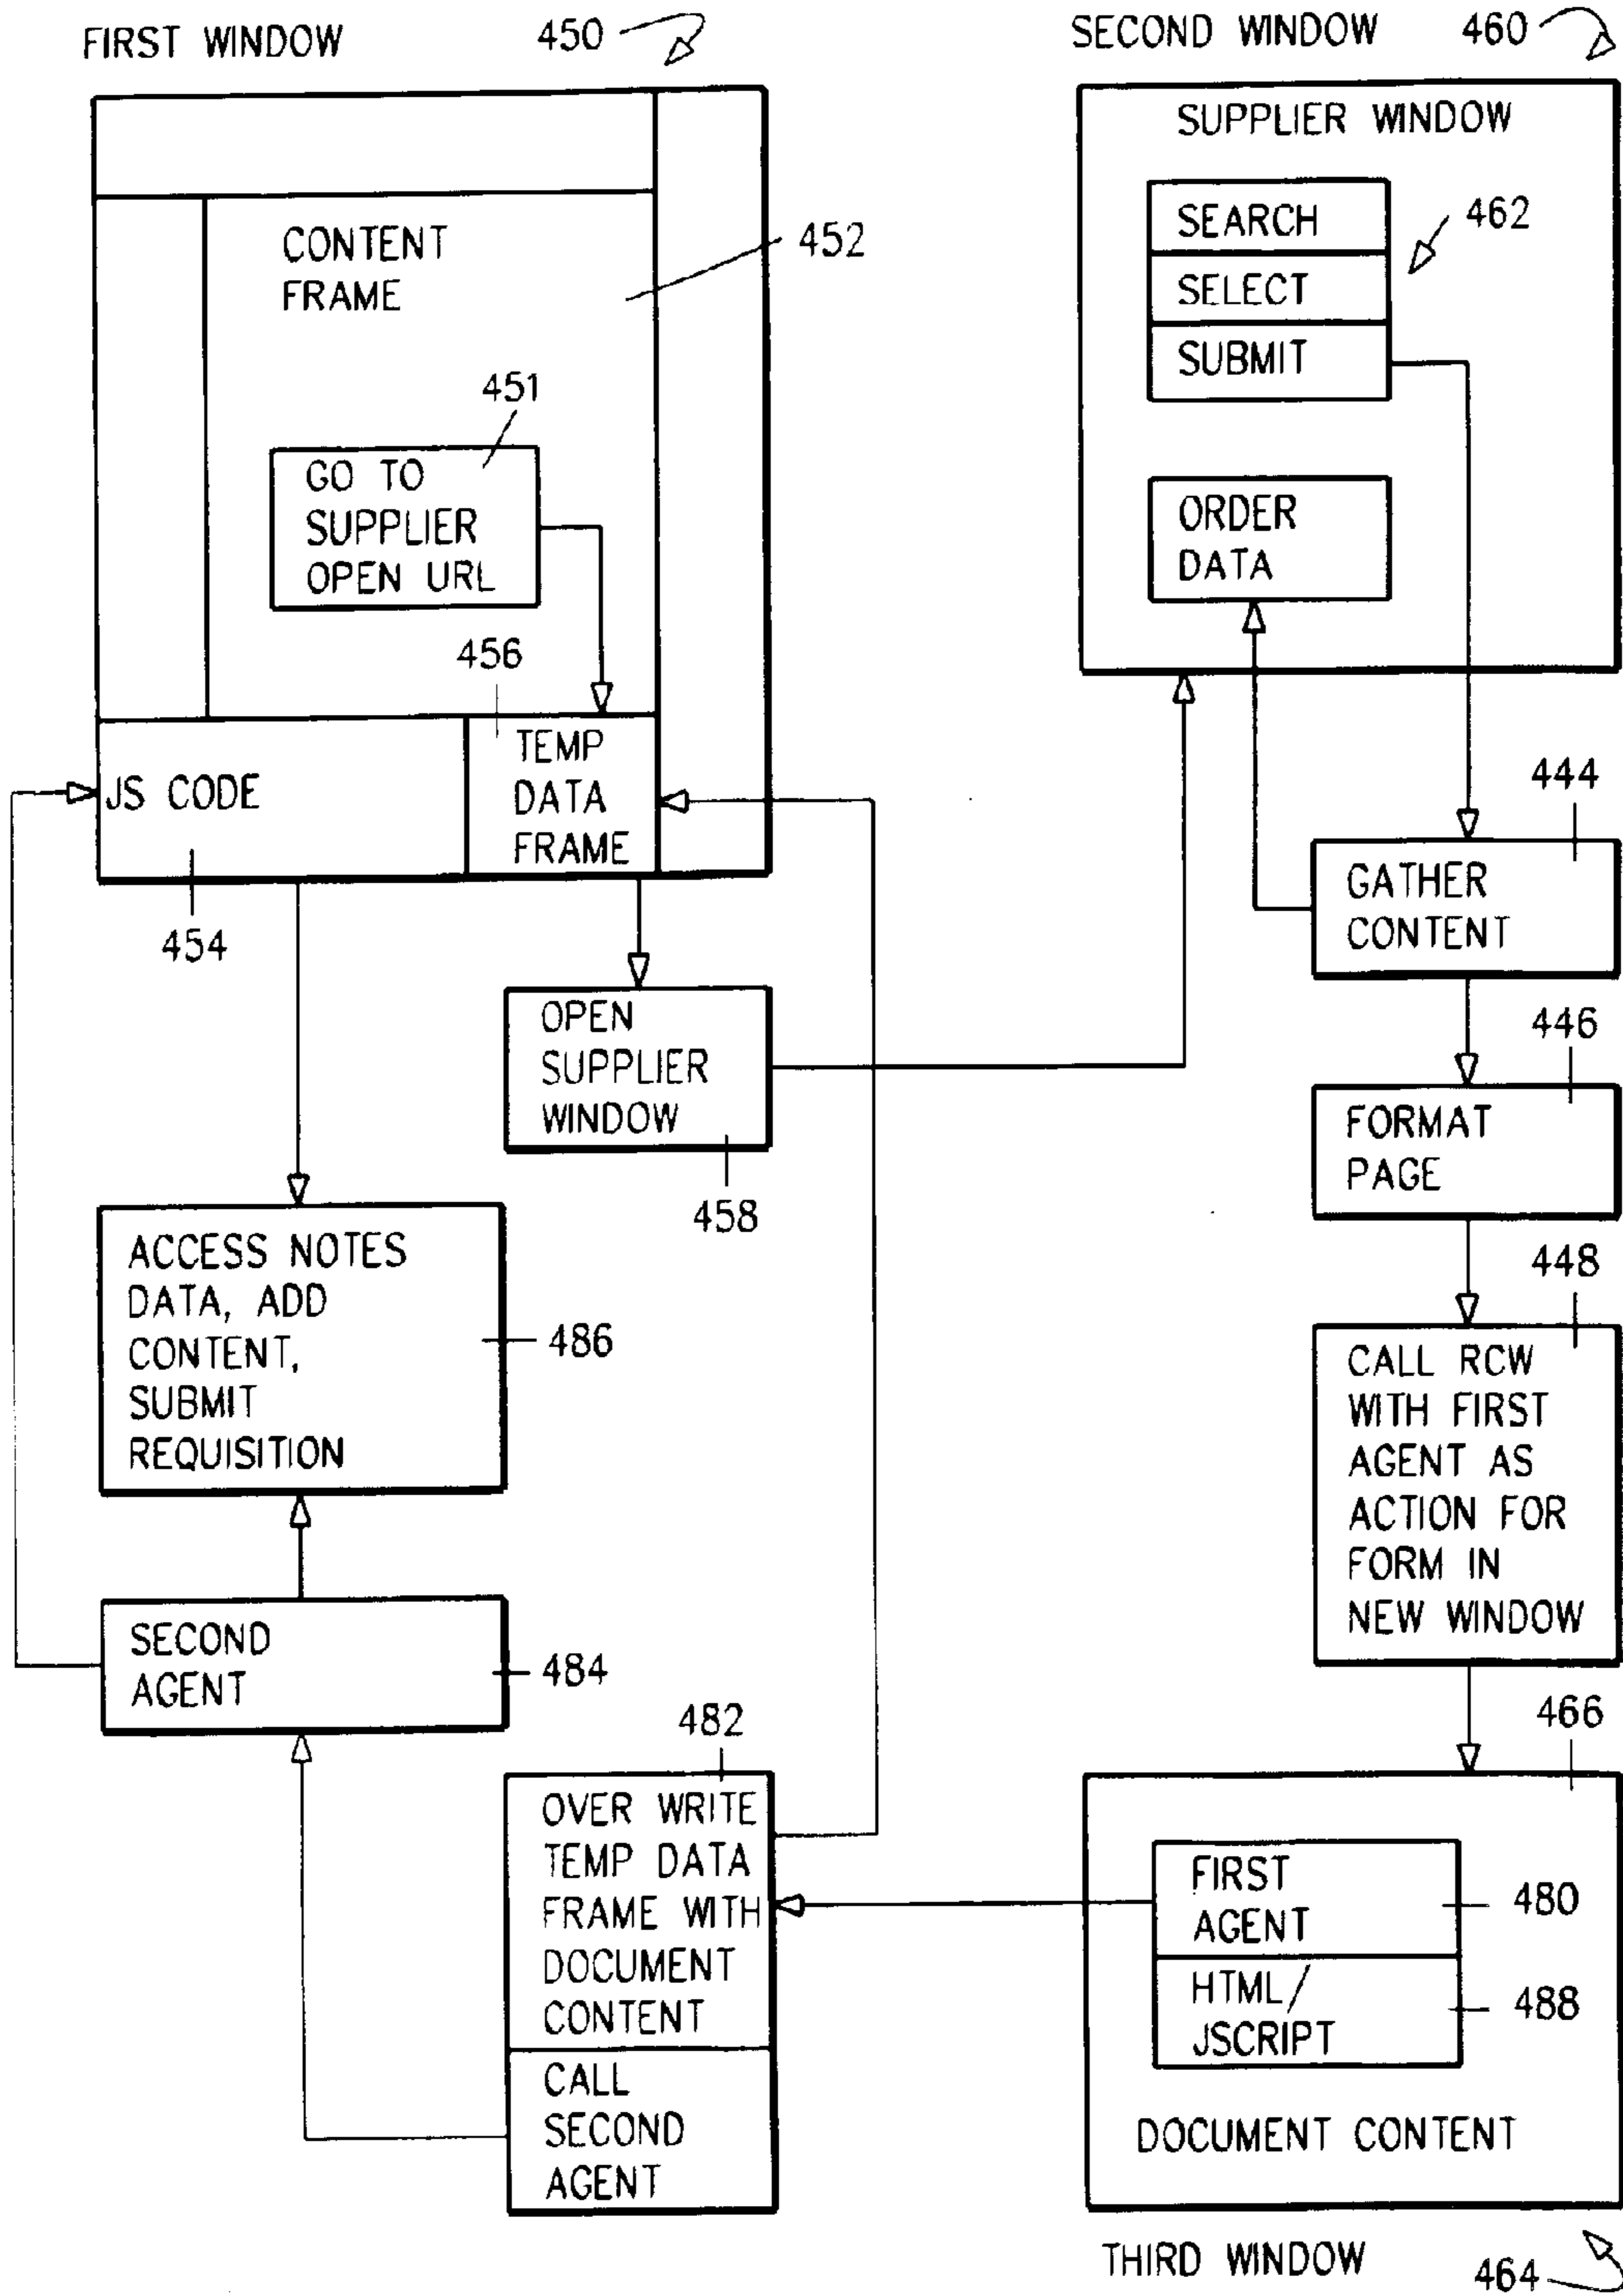 FIRST WINDOW
450
SECOND WINDOW
460
CONTENT
FRAME
452
451
GO TO
SUPPLIER
OPEN URL
456
JS CODE
TEMP
DATA
FRAME
454
SUPPLIER WINDOW
SEARCH
SELECT
SUBMIT
462
ORDER
DATA
444
GATHER
CONTENT
OPEN
SUPPLIER
WINDOW
458
446
FORMAT
PAGE
ACCESS NOTES
DATA, ADD
CONTENT,
SUBMIT
REQUISITION
486
448
CALL RCW
WITH FIRST
AGENT AS
ACTION FOR
FORM IN
NEW WINDOW
SECOND
AGENT
484
482
OVER WRITE
TEMP DATA
FRAME WITH
DOCUMENT
CONTENT
CALL
SECOND
AGENT
466
FIRST
AGENT
480
HTML/
JSCRIPT
488
DOCUMENT CONTENT
THIRD WINDOW
464